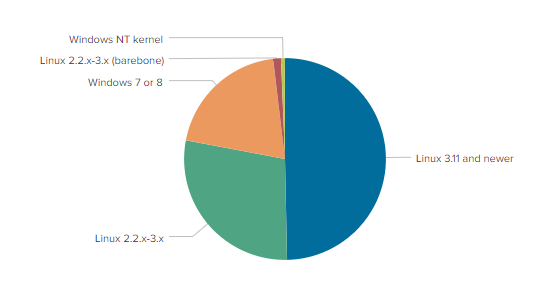 Windows NT kernel
Linux 2.2.x-3.x (barebone)
Windows 7 or 8
Linux 3.11 and newer
Linux 2.2.x-3.x